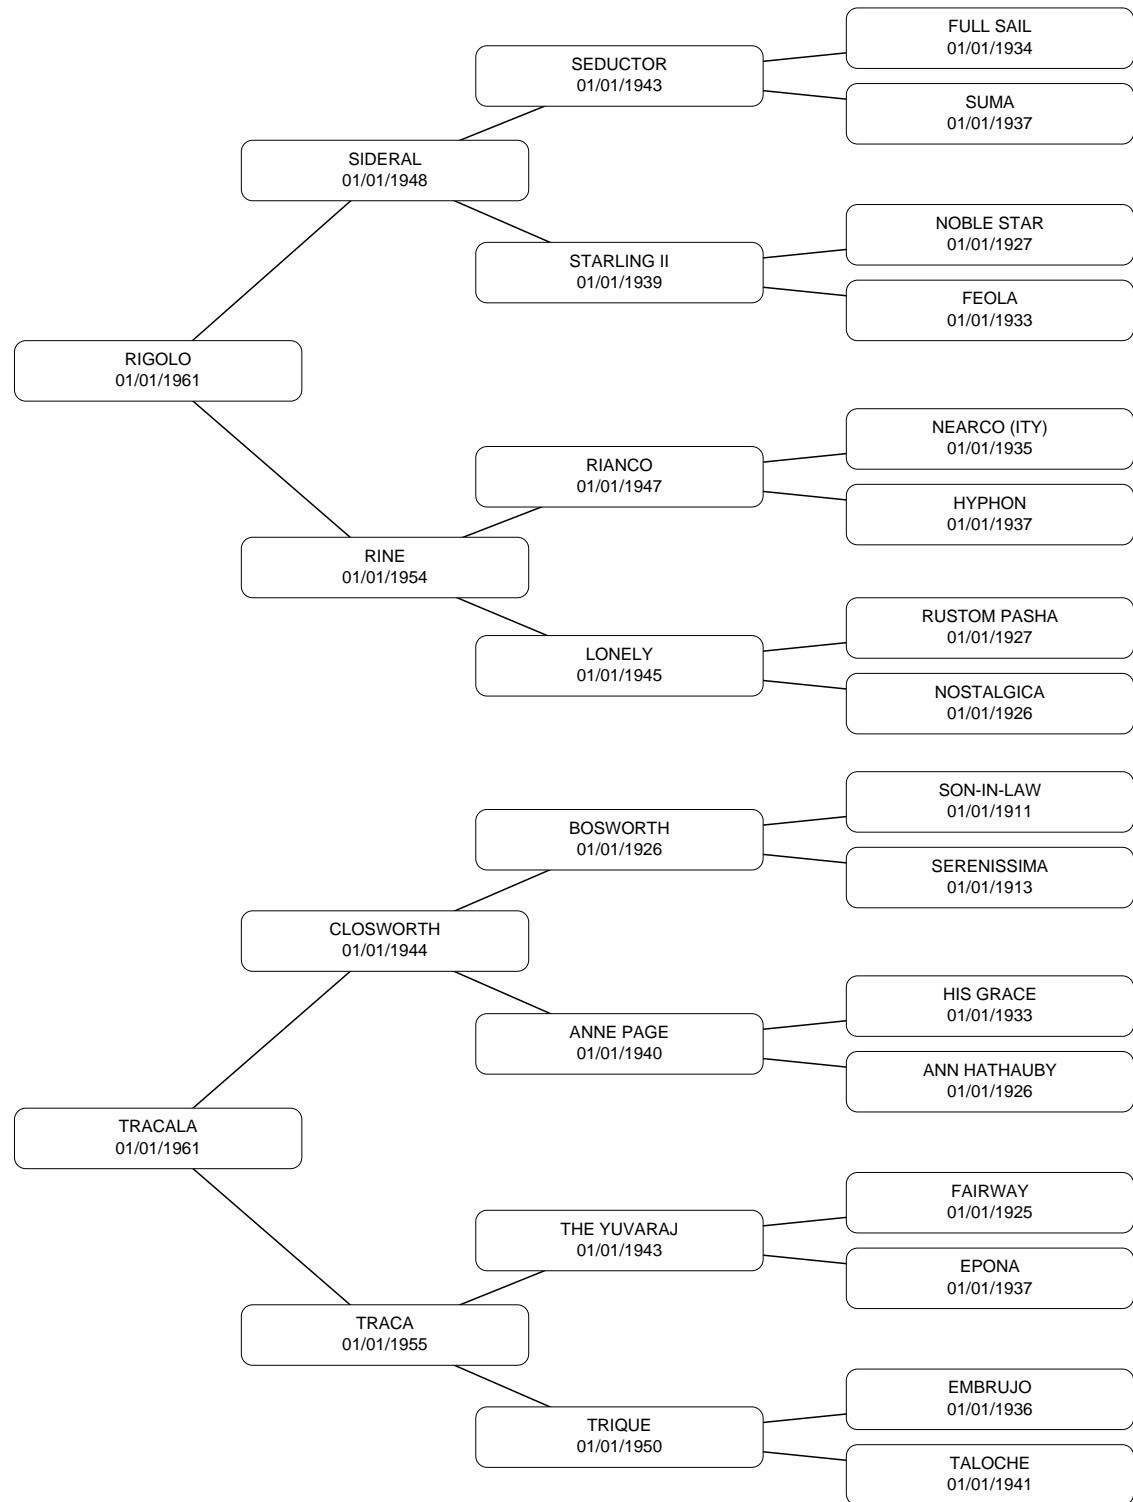 FULL SAIL
01/01/1934
SEDUCTOR
01/01/1943
SUMA
01/01/1937
SIDERAL
01/01/1948
NOBLE STAR
01/01/1927
STARLING II
01/01/1939
FEOLA
01/01/1933
RIGOLO
01/01/1961
NEARCO (ITY)
01/01/1935
RIANCO
01/01/1947
HYPHON
01/01/1937
RINE
01/01/1954
RUSTOM PASHA
01/01/1927
LONELY
01/01/1945
NOSTALGICA
01/01/1926
SON-IN-LAW
01/01/1911
BOSWORTH
01/01/1926
SERENISSIMA
01/01/1913
CLOSWORTH
01/01/1944
HIS GRACE
01/01/1933
ANNE PAGE
01/01/1940
ANN HATHAUBY
01/01/1926
TRACALA
01/01/1961
FAIRWAY
01/01/1925
THE YUVARAJ
01/01/1943
EPONA
01/01/1937
TRACA
01/01/1955
EMBRUJO
01/01/1936
TRIQUE
01/01/1950
TALOCHE
01/01/1941